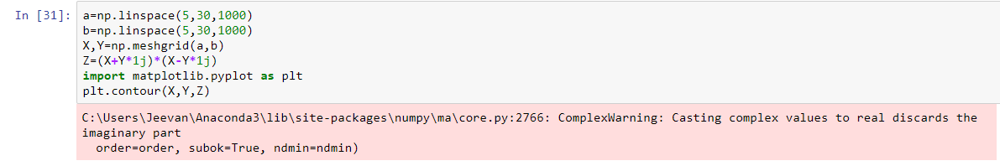 In [31]: a=np.linspace(5,30,1000)
b=np.linspace(5,30,1000)
X,Y=np.meshgrid(a,b)
Z=(X+Y*1j)*(X-Y*1j)
import matplotlib.pyplot as plt
plt.contour(X,Y,Z)
C:\Users\Jeevan\Anaconda3\lib\site-packages\numpy\ma\core.py:2766: ComplexWarning: Casting complex values to real discards the
imaginary part
  order=order, subok=True, ndmin=ndmin)